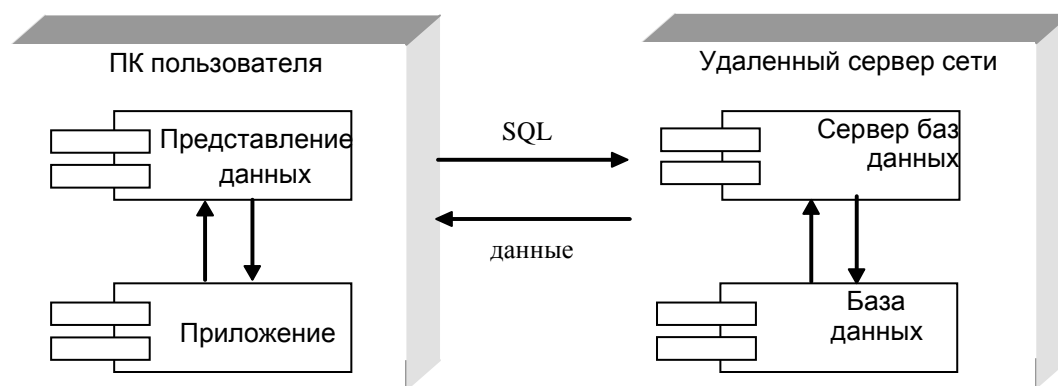 ПК пользователя
Представление
данных
Приложение
SQL
данные
Удаленный сервер сети
Сервер баз
данных
База
данных